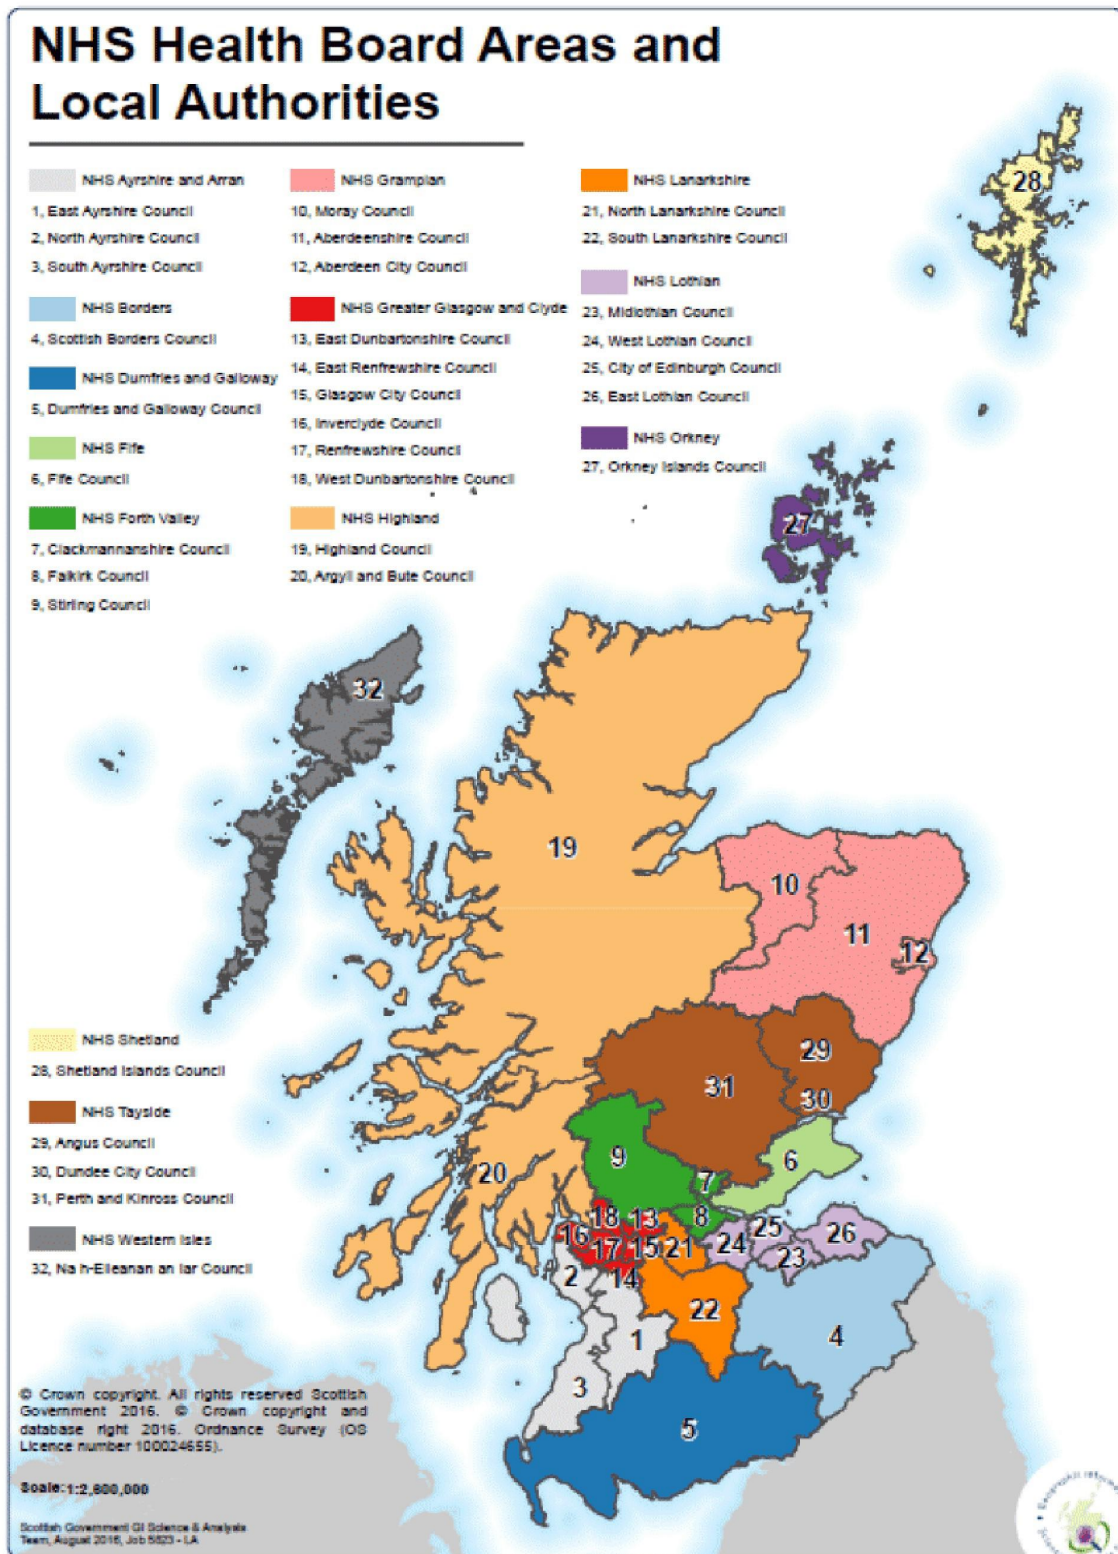 NHS Health Board Areas and
Local Authorities
NHS Ayrshire and Arran
1, East Ayrshire Council
2, North Ayrshire Council
3, South Ayrshire Council
NHS Borders
4, Scottish Borders Council
NHS Dumfries and Galloway
5, Dumfries and Galloway Council
NHS Fife
6, Fife Council
NHS Forth Valley
7, Clackmannanshire Council
8, Falkirk Council
9, Stirling Council
NHS Grampian
10, Moray Council
11, Aberdeenshire Council
12, Aberdeen City Council
NHS Greater Glasgow and Clyde
13, East Dunbartonshire Council
14, East Renfrewshire Council
15, Glasgow City Council
16, Inverclyde Council
17, Renfrewshire Council
18, West Dunbartonshire Council
NHS Highland
19, Highland Council
20, Argyll and Bute Council
NHS Lanarkshire
21, North Lanarkshire Council
22, South Lanarkshire Council
NHS Lothian
23, Midlothian Council
24, West Lothian Council
25, City of Edinburgh Council
26, East Lothian Council
NHS Orkney
27, Orkney Islands Council
28
27
32
19
10
11
12
29
31
30
9
6
7
20
8
18
13
25
26
16
17
15
21
24
23
2
14
22
1
4
3
5
NHS Shetland
28, Shetland Islands Council
NHS Tayside
29, Angus Council
30, Dundee City Council
31, Perth and Kinross Council
NHS Western Isles
32, Na h-Eileanan an Iar Council
© Crown copyright. All rights reserved Scottish
Government 2016. © Crown copyright and
database right 2016. Ordnance Survey (OS
Licence number 100024655).
Scale:1:2,600,000
Scottish Government GI Science & Analysis
Team, August 2016, Job 5823 - LA